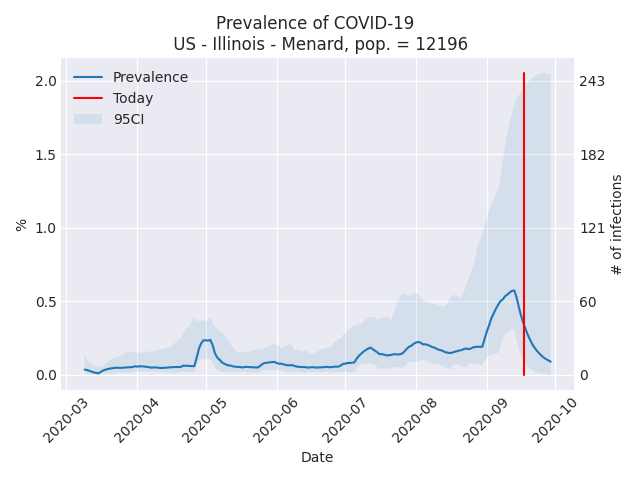 Prevalence of COVID-19
US - Illinois - Menard, pop. = 12196
Prevalence
Today
95CI
2.0
1.5
1.0
0.5
0.0
%
243
182
121
60
0
# of infections
2020-03
2020-04
2020-05
2020-06
2020-07
2020-08
2020-09
2020-10
Date